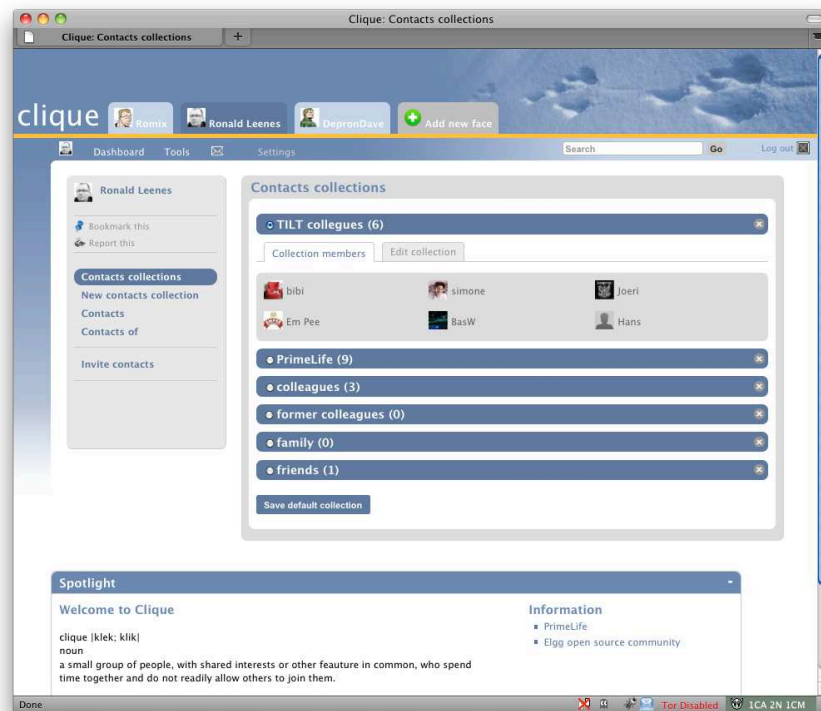 Clique: Contacts collections
Clique: Contacts collections +
clique Romix Ronald Leenes DepronDave Add new face
Dashboard Tools Settings Search Go Log out
Ronald Leenes
Bookmark this
Report this
Contacts collections
New contacts collection
Contacts
Contacts of
Invite contacts
Contacts collections
TILT collegues (6)
Collection members Edit collection
bibi simone Joeri
Em Pee BasW Hans
PrimeLife (9)
colleagues (3)
former colleagues (0)
family (0)
friends (1)
Save default collection
Spotlight -
Welcome to Clique
clique |klek; klik|
noun
a small group of people, with shared interests or other feauture in common, who spend
time together and do not readily allow others to join them.
Information
PrimeLife
Elgg open source community
Done Tor Disabled 1CA 2N 1CM